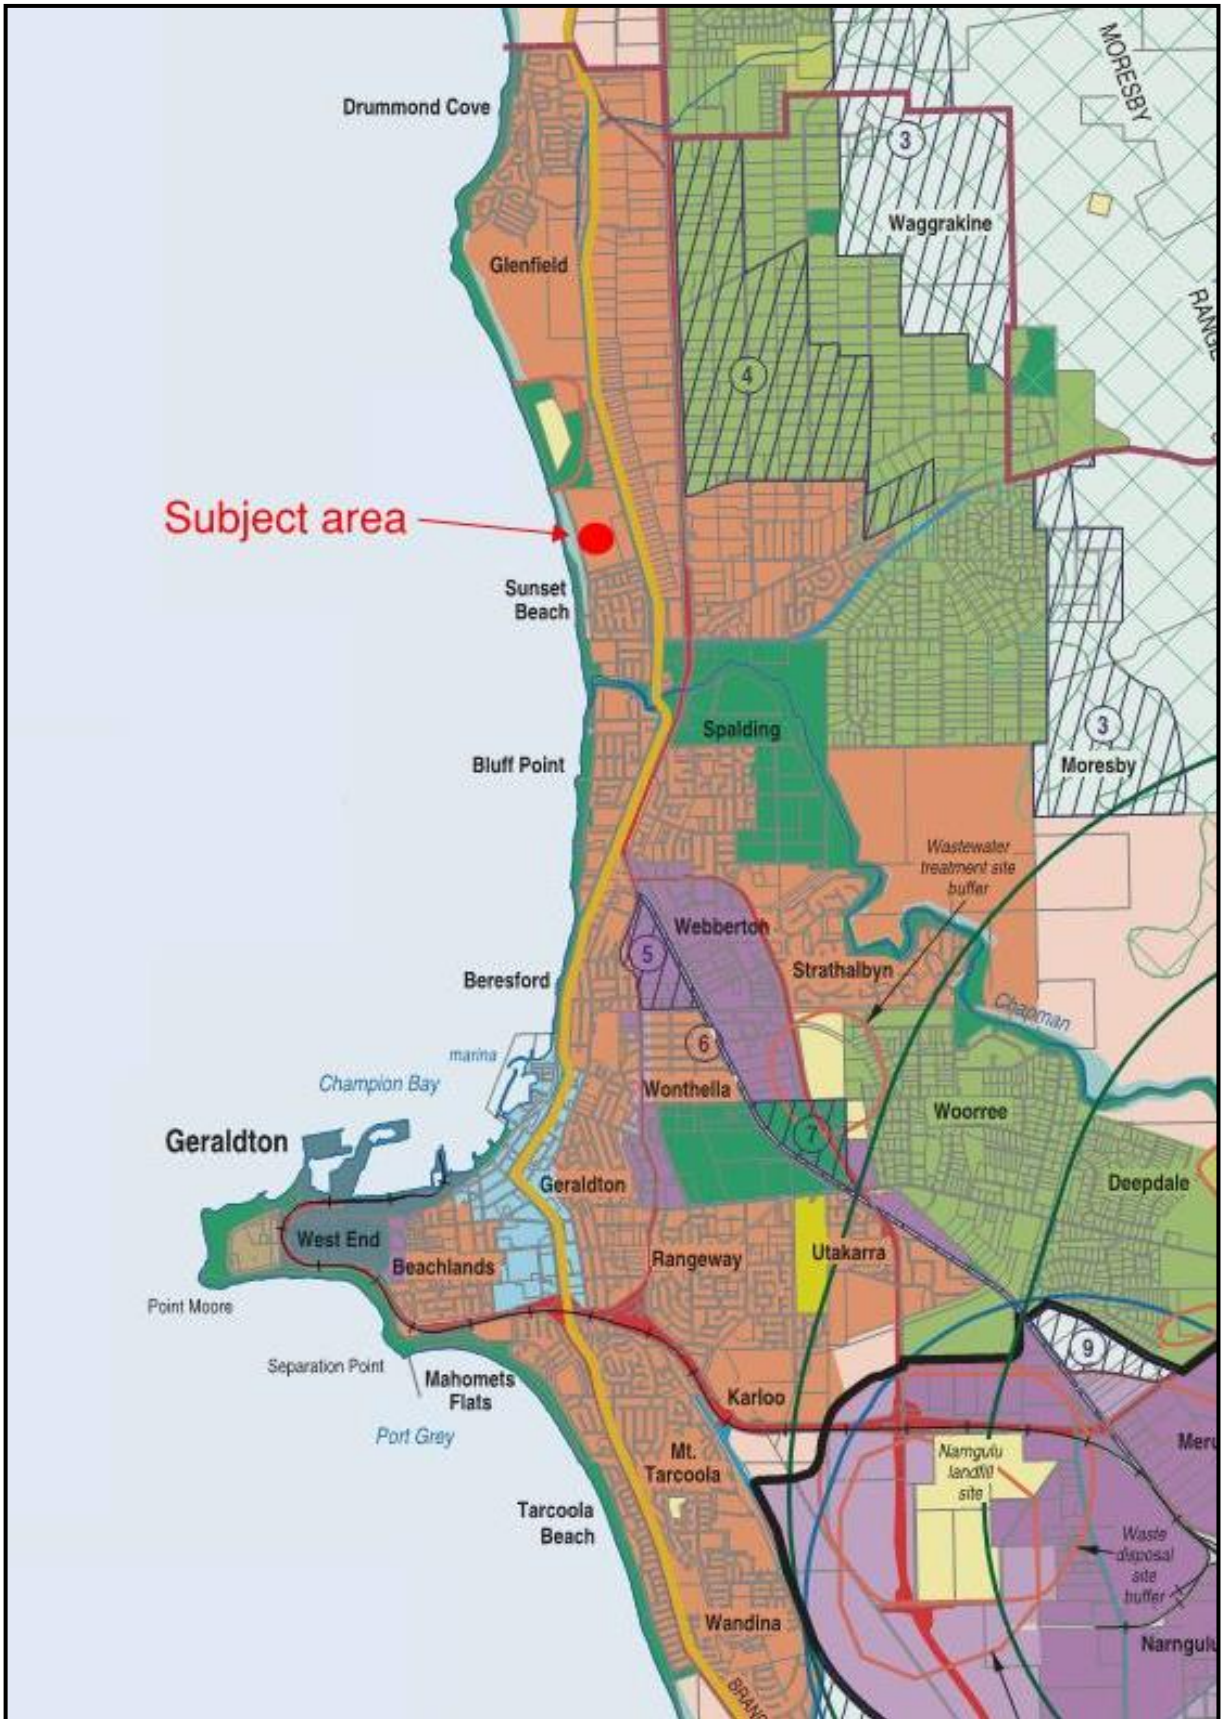 MORESBY
Drummond Cove
3
Waggrakine
Glenfield
4
Subject area
Sunset
Beach
Spalding
3
Bluff Point
Moresby
Wastewater
treatment site
buffer
Webberton
5
Strathalbyn
Beresford
Chapman
6
marina
Champion Bay
Wonthella
Woorree
7
Geraldton
Geraldton
Deepdale
West End
Rangeway
Utakarra
Beachlands
Point Moore
9
Separation Point
Mahomets
Flats
Karloo
Port Grey
Mt.
Tarcoola
Narngulu
landfill
site
Tarcoola
Beach
Waste
disposal
site
buffer
Wandina